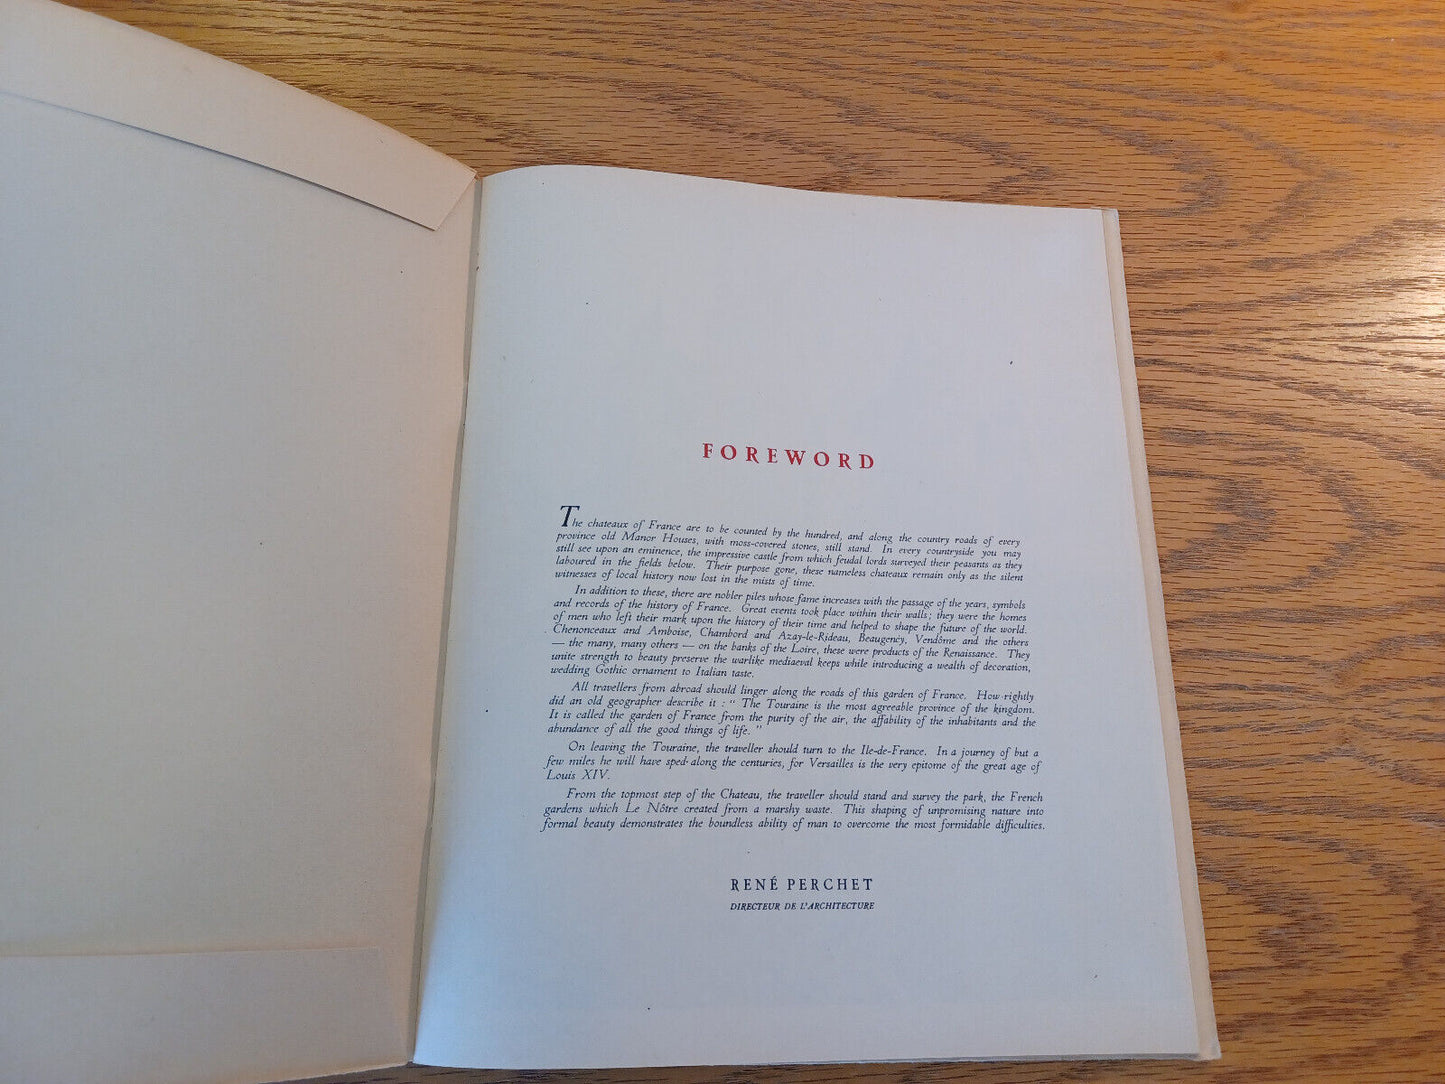 FOREWORD
The chateaux of France are to be counted by the hundred, and along the country roads of every
province old Manor Houses, with moss-covered stones, still stand. In every countryside you may
still see upon an eminence, the impressive castle from which feudal lords surveyed their peasants as they
laboured in the fields below. Their purpose gone, these nameless chateaux remain only as the silent
witnesses of local history now lost in the mists of time.
In addition to these, there are nobler piles whose fame increases with the passage of the years, symbols
and records of the history of France. Great events took place within their walls; they were the homes
of men who left their mark upon the history of their time and helped to shape the future of the world.
Chenonceaux and Amboise, Chambord and Azay-le-Rideau, Beaugency, Vendôme and the others
— the many, many others — on the banks of the Loire, these were products of the Renaissance. They
unite strength to beauty preserve the warlike mediaeval keeps while introducing a wealth of decoration,
wedding Gothic ornament to Italian taste.
All travellers from abroad should linger along the roads of this garden of France. How rightly
did an old geographer describe it : " The Touraine is the most agreeable province of the kingdom.
It is called the garden of France from the purity of the air, the affability of the inhabitants and the
abundance of all the good things of life. "
On leaving the Touraine, the traveller should turn to the Ile-de-France. In a journey of but a
few miles he will have sped along the centuries, for Versailles is the very epitome of the great age of
Louis XIV.
From the topmost step of the Chateau, the traveller should stand and survey the park, the French
gardens which Le Nôtre created from a marshy waste. This shaping of unpromising nature into
formal beauty demonstrates the boundless ability of man to overcome the most formidable difficulties.
RENÉ PERCHET
DIRECTEUR DE L'ARCHITECTURE